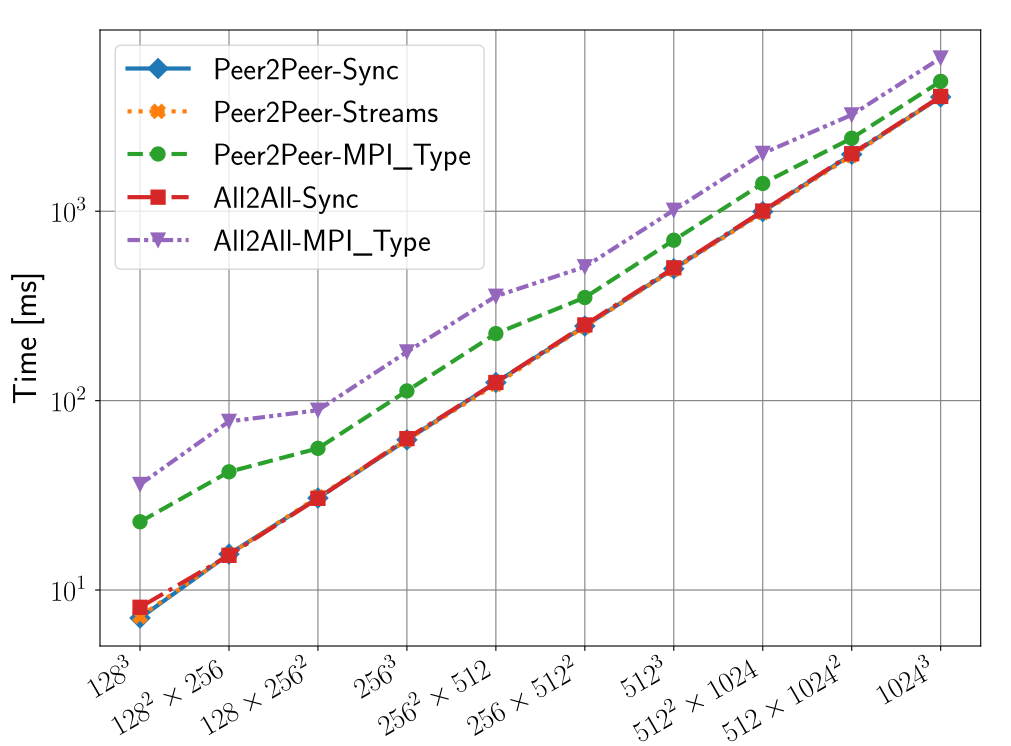 Peer2Peer-Sync
Peer2Peer-Streams
Peer2Peer-MPI_Type
All2All-Sync
All2All-MPI_Type
Time [ms]
10³
10²
10¹
128³
128² × 256
128 × 256²
256³
256² × 512
256 × 512²
512³
512² × 1024
512 × 1024²
1024³